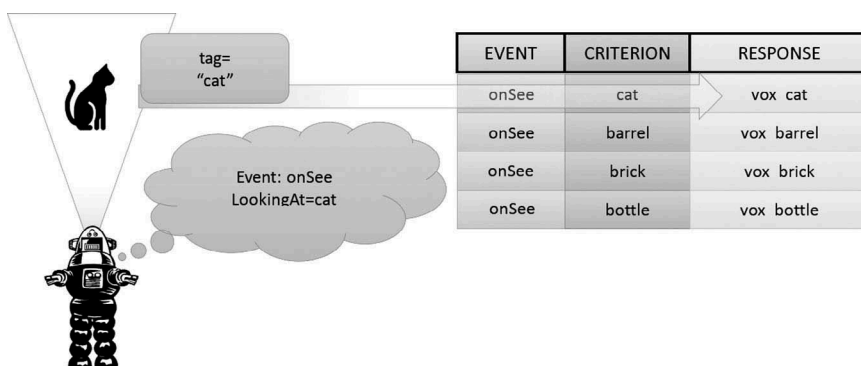 tag=
“cat”
Event: onSee
LookingAt=cat
EVENT CRITERION RESPONSE
onSee cat vox cat
onSee barrel vox barrel
onSee brick vox brick
onSee bottle vox bottle